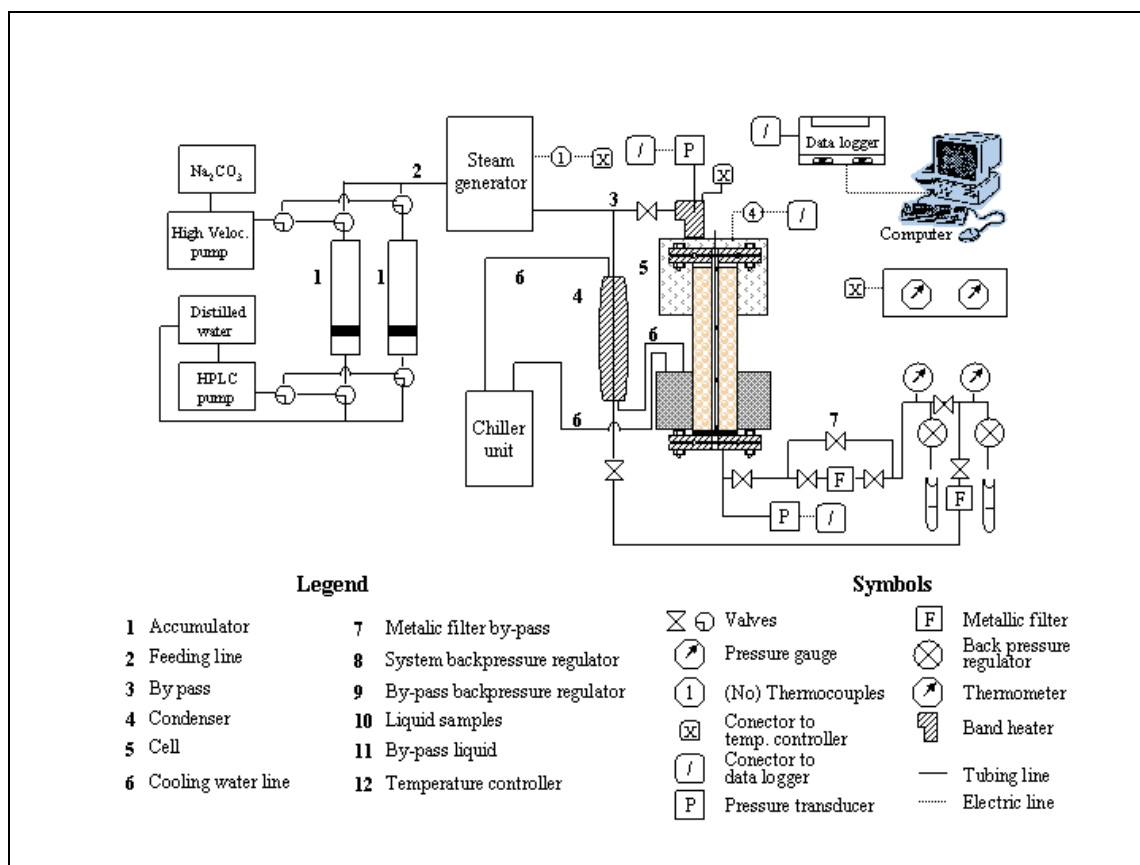 Na2CO3
High Veloc.
pump
Distilled
water
HPLC
pump
1
1
2
Steam
generator
1
X
/
P
X
3
4
/
/
Data logger
Computer
X
6
4
5
6
Chiller
unit
6
7
F
P
/
F
Legend
1 Accumulator
2 Feeding line
3 By pass
4 Condenser
5 Cell
6 Cooling water line
7 Metalic filter by-pass
8 System backpressure regulator
9 By-pass backpressure regulator
10 Liquid samples
11 By-pass liquid
12 Temperature controller
Symbols
Valves
Pressure gauge
1 (No) Thermocouples
X Conector to
temp. controller
/ Conector to
data logger
P Pressure transducer
F Metallic filter
Back pressure
regulator
Thermometer
Band heater
Tubing line
Electric line